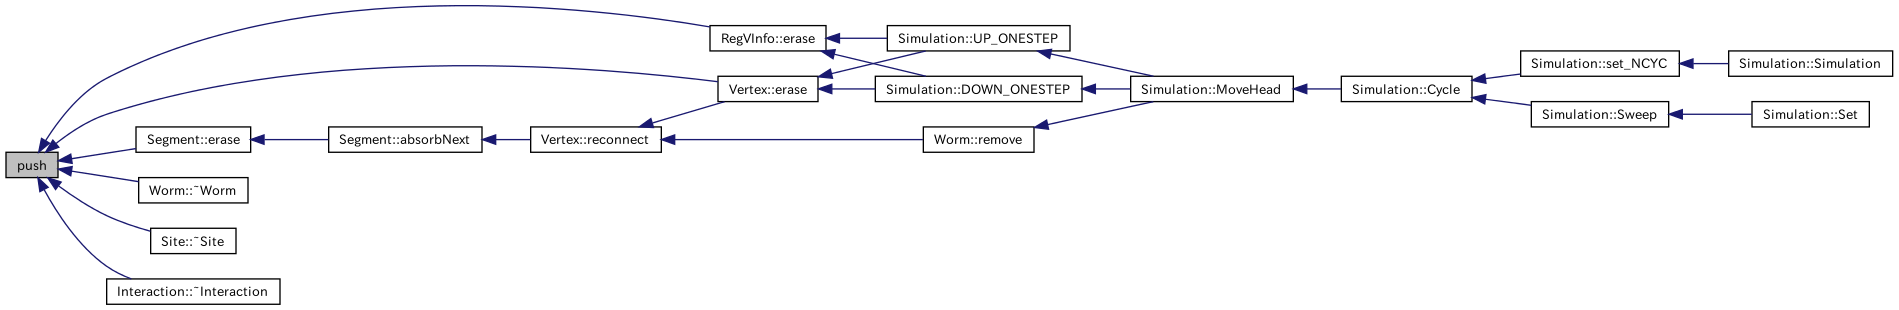 RegVInfo::erase
Simulation::UP_ONESTEP
Simulation::set_NCYC
Simulation::Simulation
Vertex::erase
Simulation::DOWN_ONESTEP
Simulation::MoveHead
Simulation::Cycle
Simulation::Sweep
Simulation::Set
Segment::erase
Segment::absorbNext
Vertex::reconnect
Worm::remove
push
Worm::~Worm
Site::~Site
Interaction::~Interaction